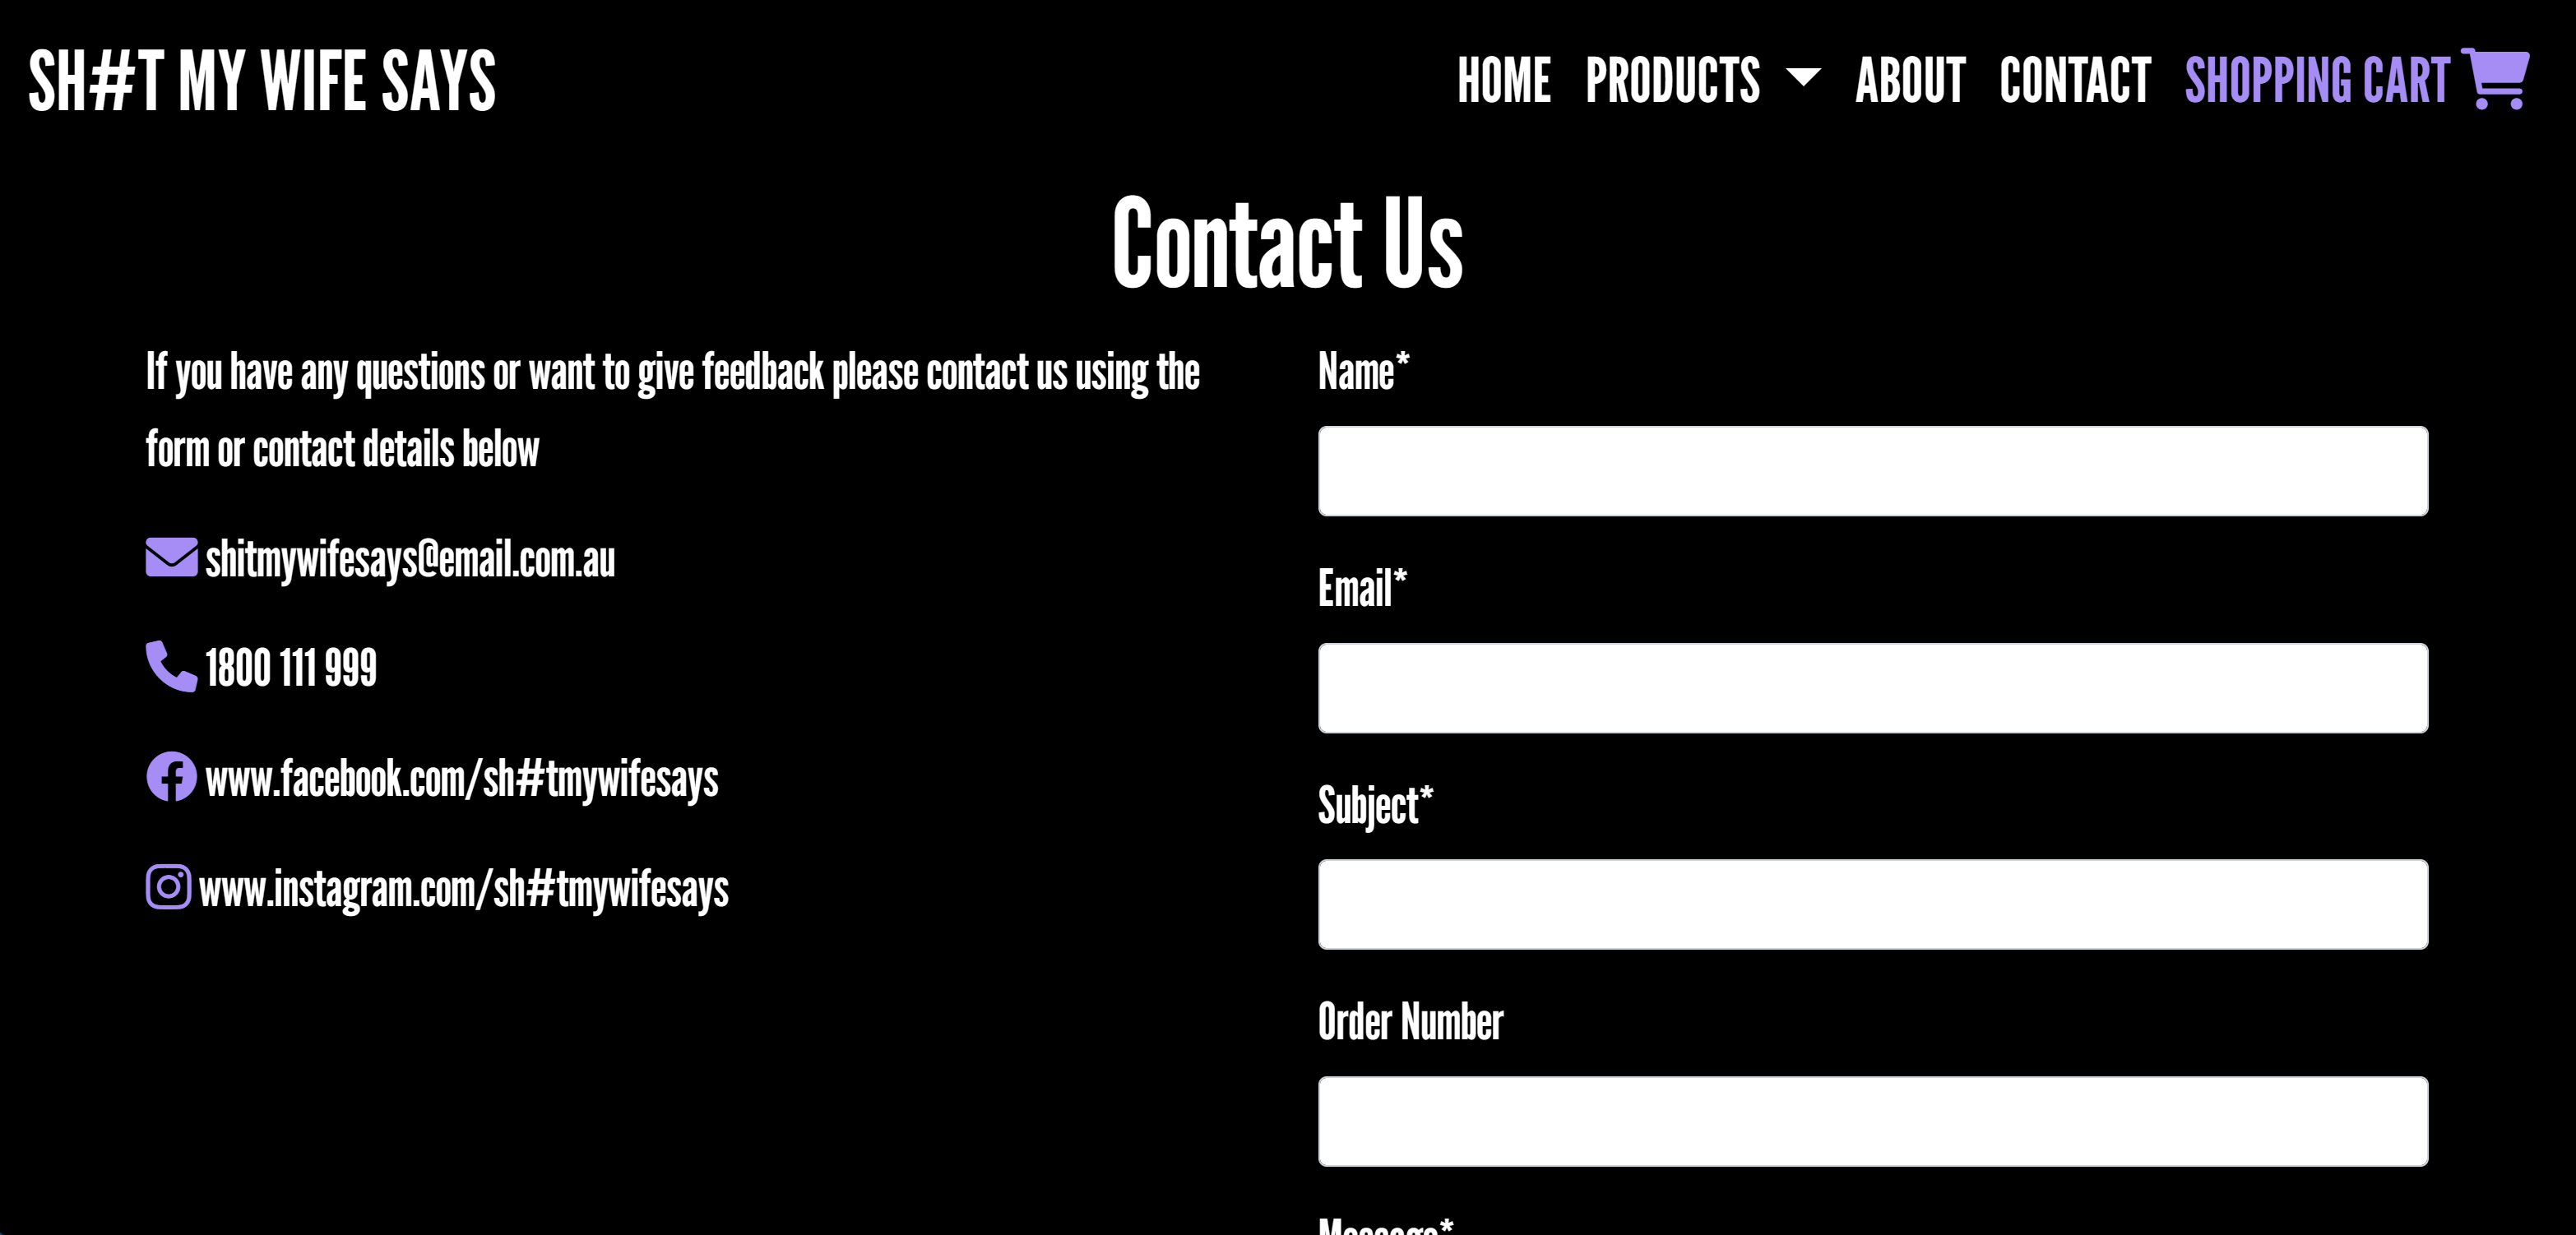 SH#T MY WIFE SAYS
HOME PRODUCTS ABOUT CONTACT SHOPPING CART
Contact Us
If you have any questions or want to give feedback please contact us using the
form or contact details below
shitmywifesays@email.com.au
1800 111 999
www.facebook.com/sh#tmywifesays
www.instagram.com/sh#tmywifesays
Name*
Email*
Subject*
Order Number
Message*